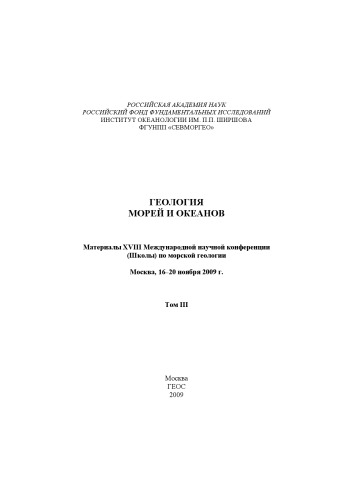 РОССИЙСКАЯ АКАДЕМИЯ НАУК
РОССИЙСКИЙ ФОНД ФУНДАМЕНТАЛЬНЫХ ИССЛЕДОВАНИЙ
ИНСТИТУТ ОКЕАНОЛОГИИ ИМ. П.П. ШИРШОВА
ФГУНПП «СЕВМОРГЕО»
ГЕОЛОГИЯ
МОРЕЙ И ОКЕАНОВ
Материалы XVIII Международной научной конференции
(Школы) по морской геологии
Москва, 16–20 ноября 2009 г.
Том III
Москва
ГЕОС
2009